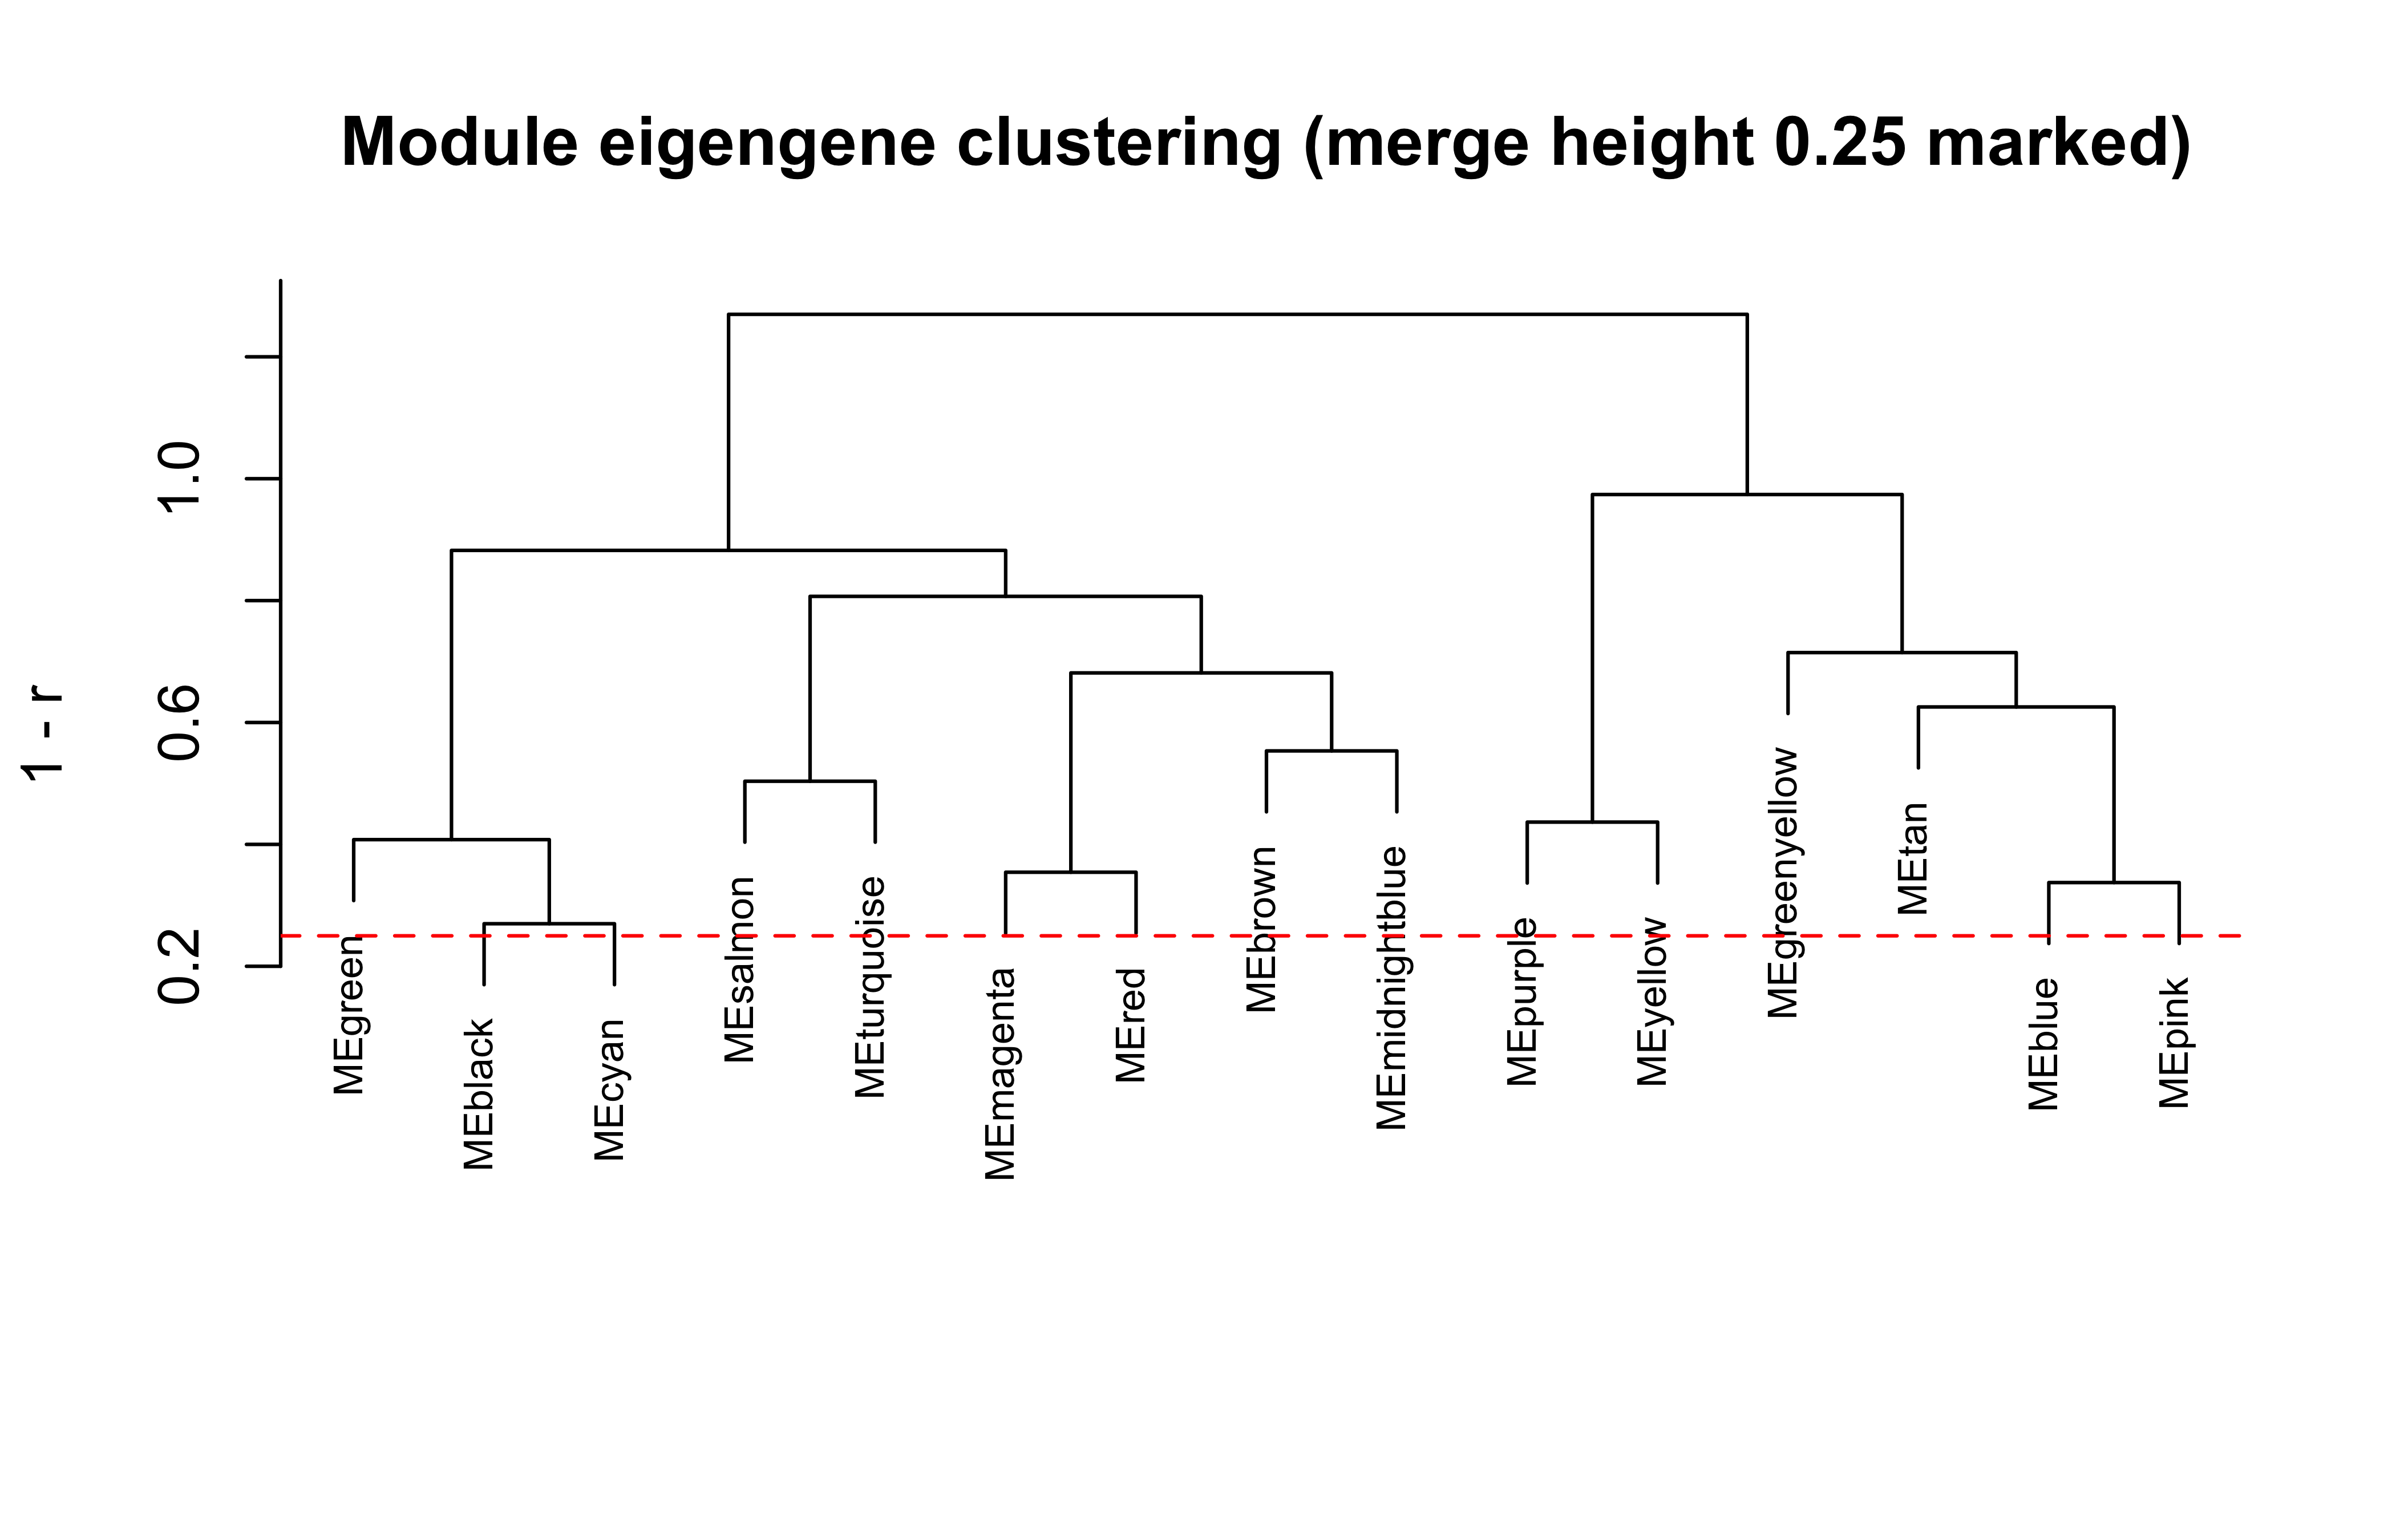 Module eigengene clustering (merge height 0.25 marked)
1 - r
1.0
0.6
0.2
MEgreen
MEblack
MEcyan
MEsalmon
MEturquoise
MEmagenta
MEred
MEbrown
MEmidnightblue
MEpurple
MEyellow
MEgreenyellow
MEtan
MEblue
MEpink